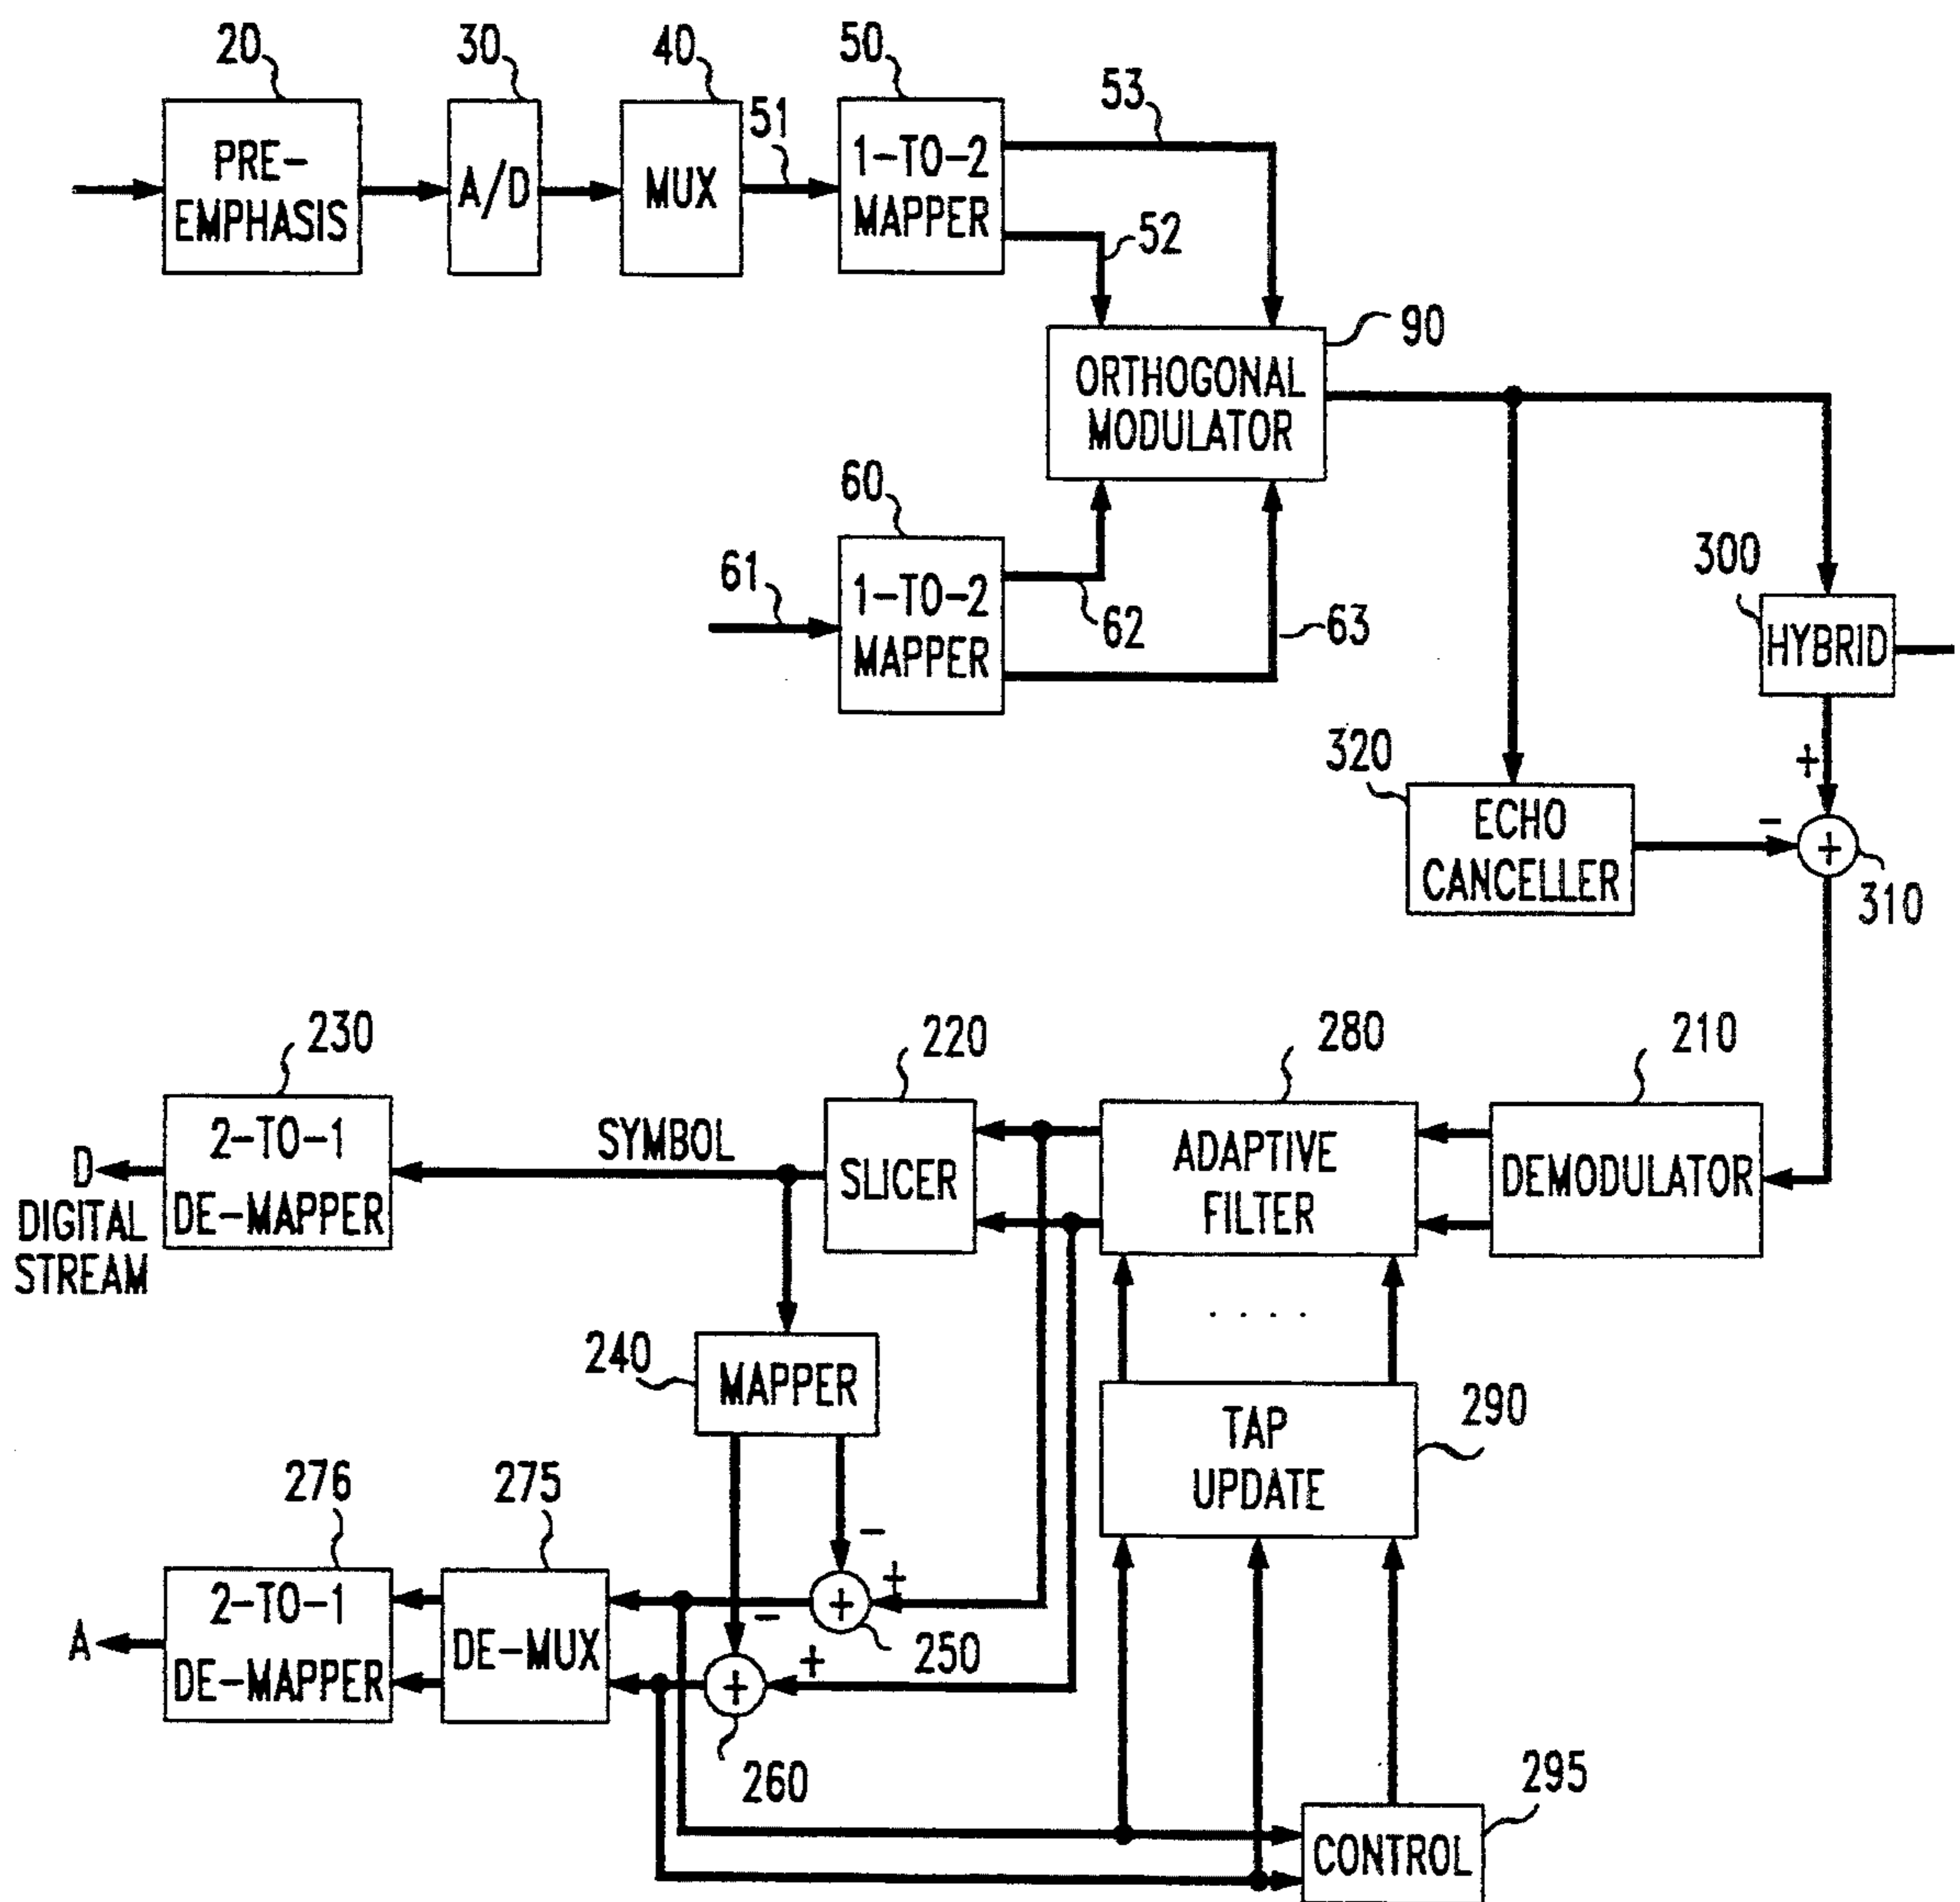 20
30
40
50
51
53
PRE-
EMPHASIS
A/D
MUX
1-TO-2
MAPPER
52
90
ORTHOGONAL
MODULATOR
60
61
1-TO-2
MAPPER
62
63
300
HYBRID
320
ECHO
CANCELLER
+
-
+
310
230
220
280
210
2-TO-1
DE-MAPPER
SYMBOL
SLICER
ADAPTIVE
FILTER
DEMODULATOR
D
DIGITAL
STREAM
. . . .
240
MAPPER
TAP
UPDATE
290
276
275
-
+
+
250
2-TO-1
DE-MAPPER
DE-MUX
A
-
+
+
260
295
CONTROL